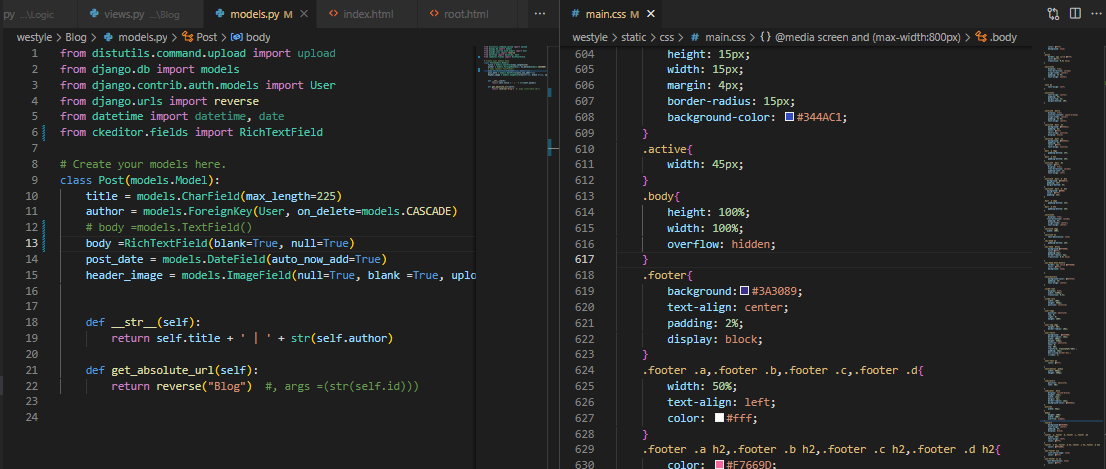 py ...\Logic
views.py ...\Blog
models.py M
index.html
root.html
...
westyle > Blog > models.py > Post > body
1 from distutils.command.upload import upload
2 from django.db import models
3 from django.contrib.auth.models import User
4 from django.urls import reverse
5 from datetime import datetime, date
6 from ckeditor.fields import RichTextField
7
8 # Create your models here.
9 class Post(models.Model):
10 title = models.CharField(max_length=225)
11 author = models.ForeignKey(User, on_delete=models.CASCADE)
12 # body =models.TextField()
13 body =RichTextField(blank=True, null=True)
14 post_date = models.DateField(auto_now_add=True)
15 header_image = models.ImageField(null=True, blank =True, uplo
16
17
18 def __str__(self):
19 return self.title + ' | ' + str(self.author)
20
21 def get_absolute_url(self):
22 return reverse("Blog") #, args =(str(self.id)))
23
24
main.css M
westyle > static > css > main.css > {} @media screen and (max-width:800px) > .body
604 height: 15px;
605 width: 15px;
606 margin: 4px;
607 border-radius: 15px;
608 background-color: #344AC1;
609 }
610 .active{
611 width: 45px;
612 }
613 .body{
614 height: 100%;
615 width: 100%;
616 overflow: hidden;
617 }
618 .footer{
619 background: #3A3089;
620 text-align: center;
621 padding: 2%;
622 display: block;
623 }
624 .footer .a,.footer .b,.footer .c,.footer .d{
625 width: 50%;
626 text-align: left;
627 color: #fff;
628 }
629 .footer .a h2,.footer .b h2,.footer .c h2,.footer .d h2{
630 color: #F7669D;